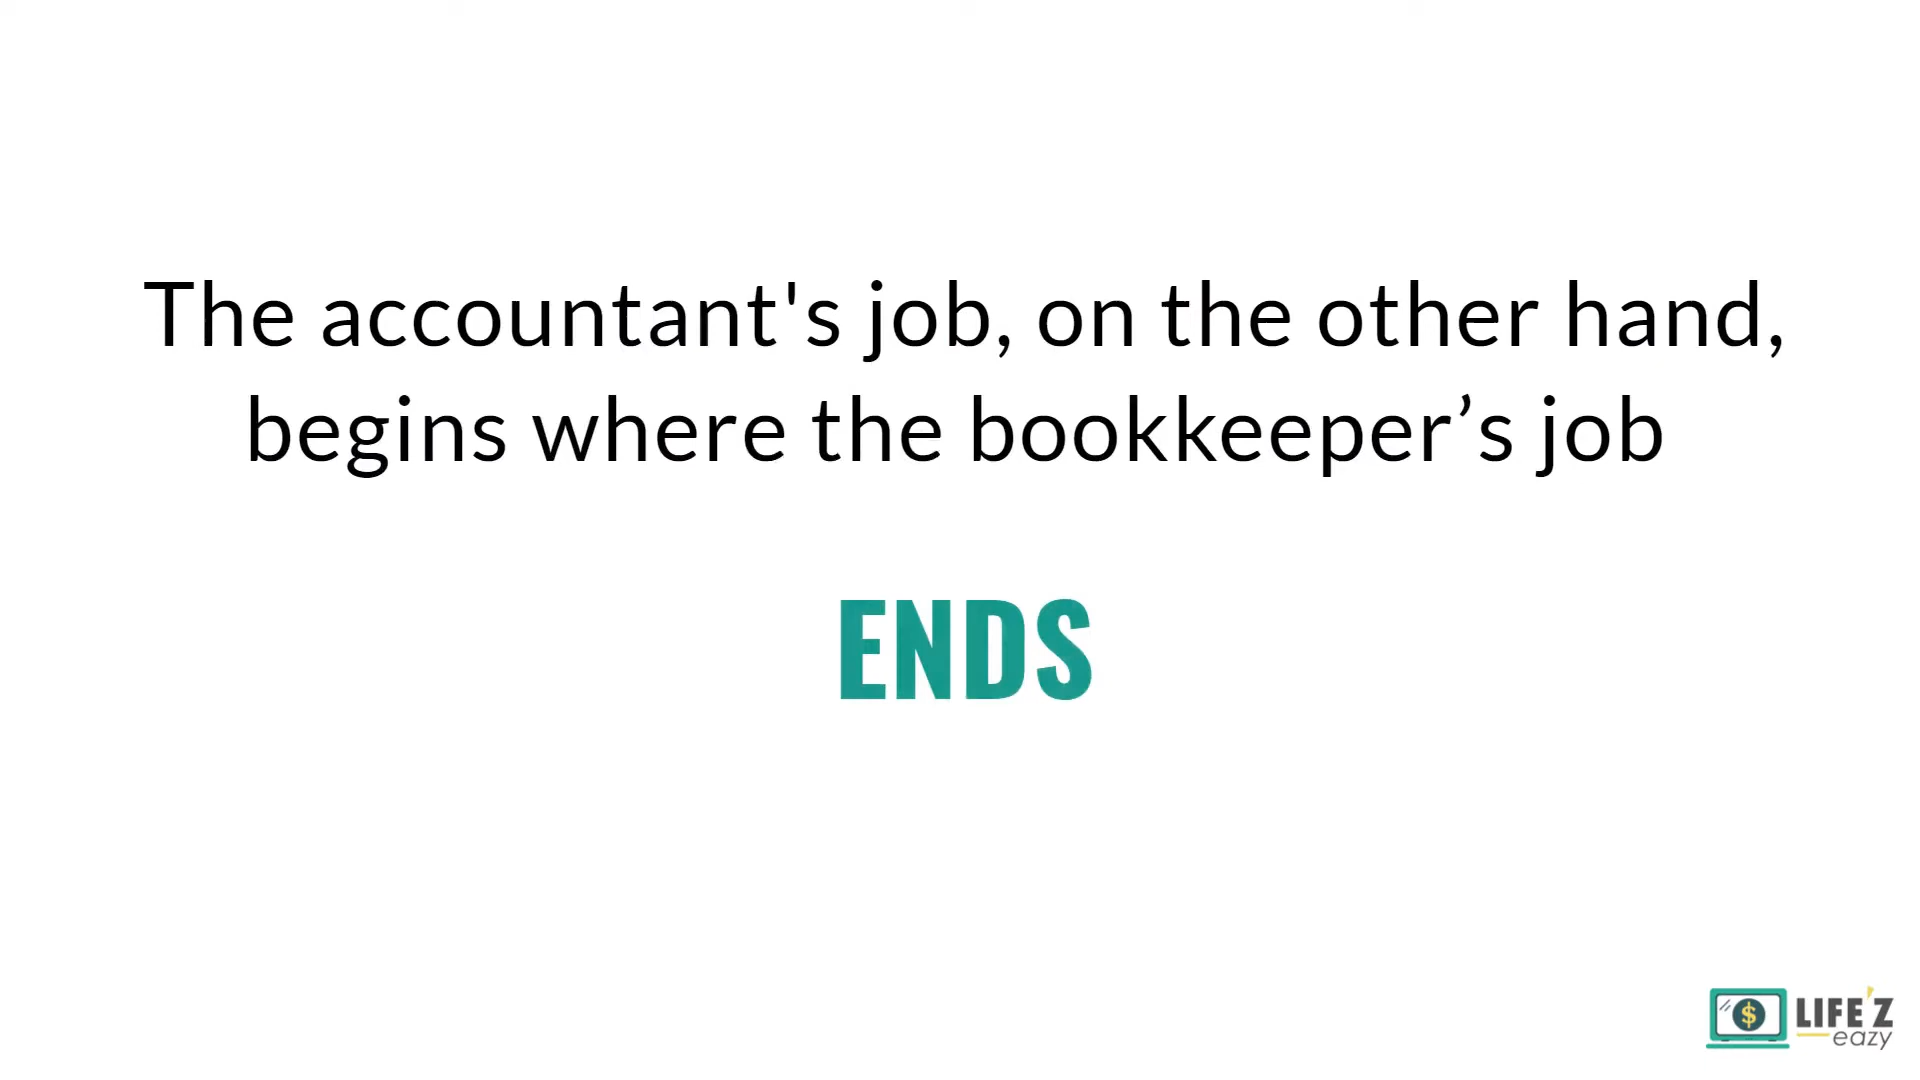 The accountant's job, on the other hand,
begins where the bookkeeper’s job
ENDS
$
LIFE'Z
eazy